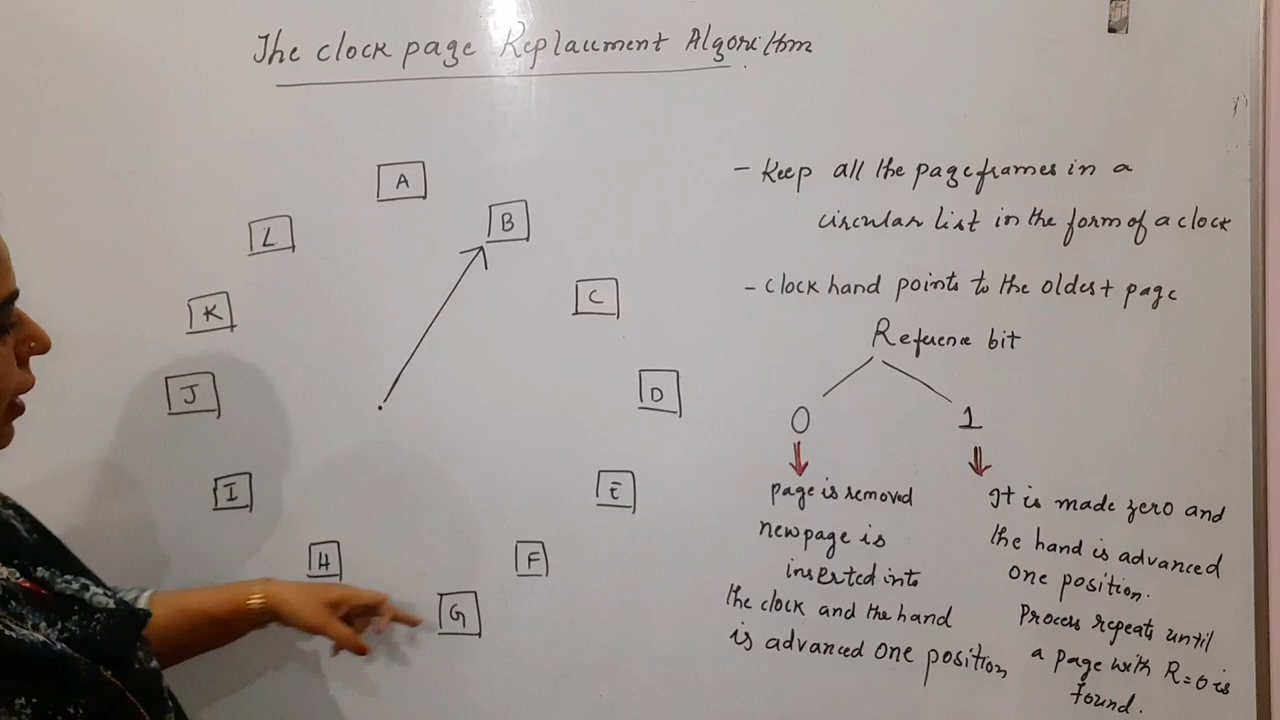 The clock page Replacement Algorithm
A
B
C
D
E
F
G
H
I
J
K
L
- Keep all the pageframes in a
circular list in the form of a clock
- clock hand points to the oldest page
Reference bit
0
1
page is removed
new page is
inserted into
the clock and the hand
is advanced one position
It is made zero and
the hand is advanced
one position.
Process repeats until
a page with R=0 is
found.